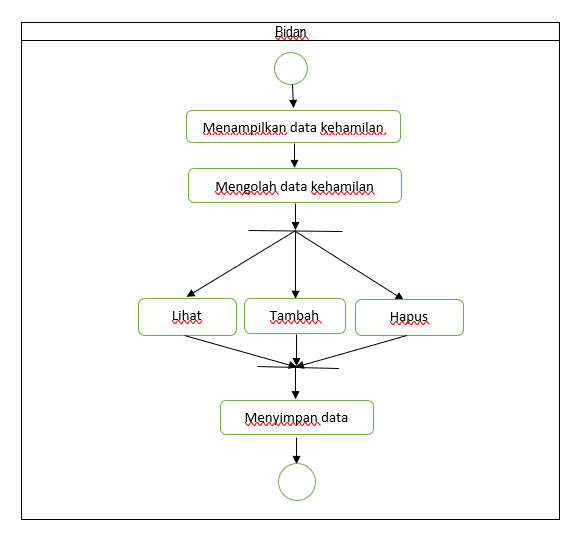 Bidan
Menampilkan data kehamilan
Mengolah data kehamilan
Lihat
Tambah
Hapus
Menyimpan data